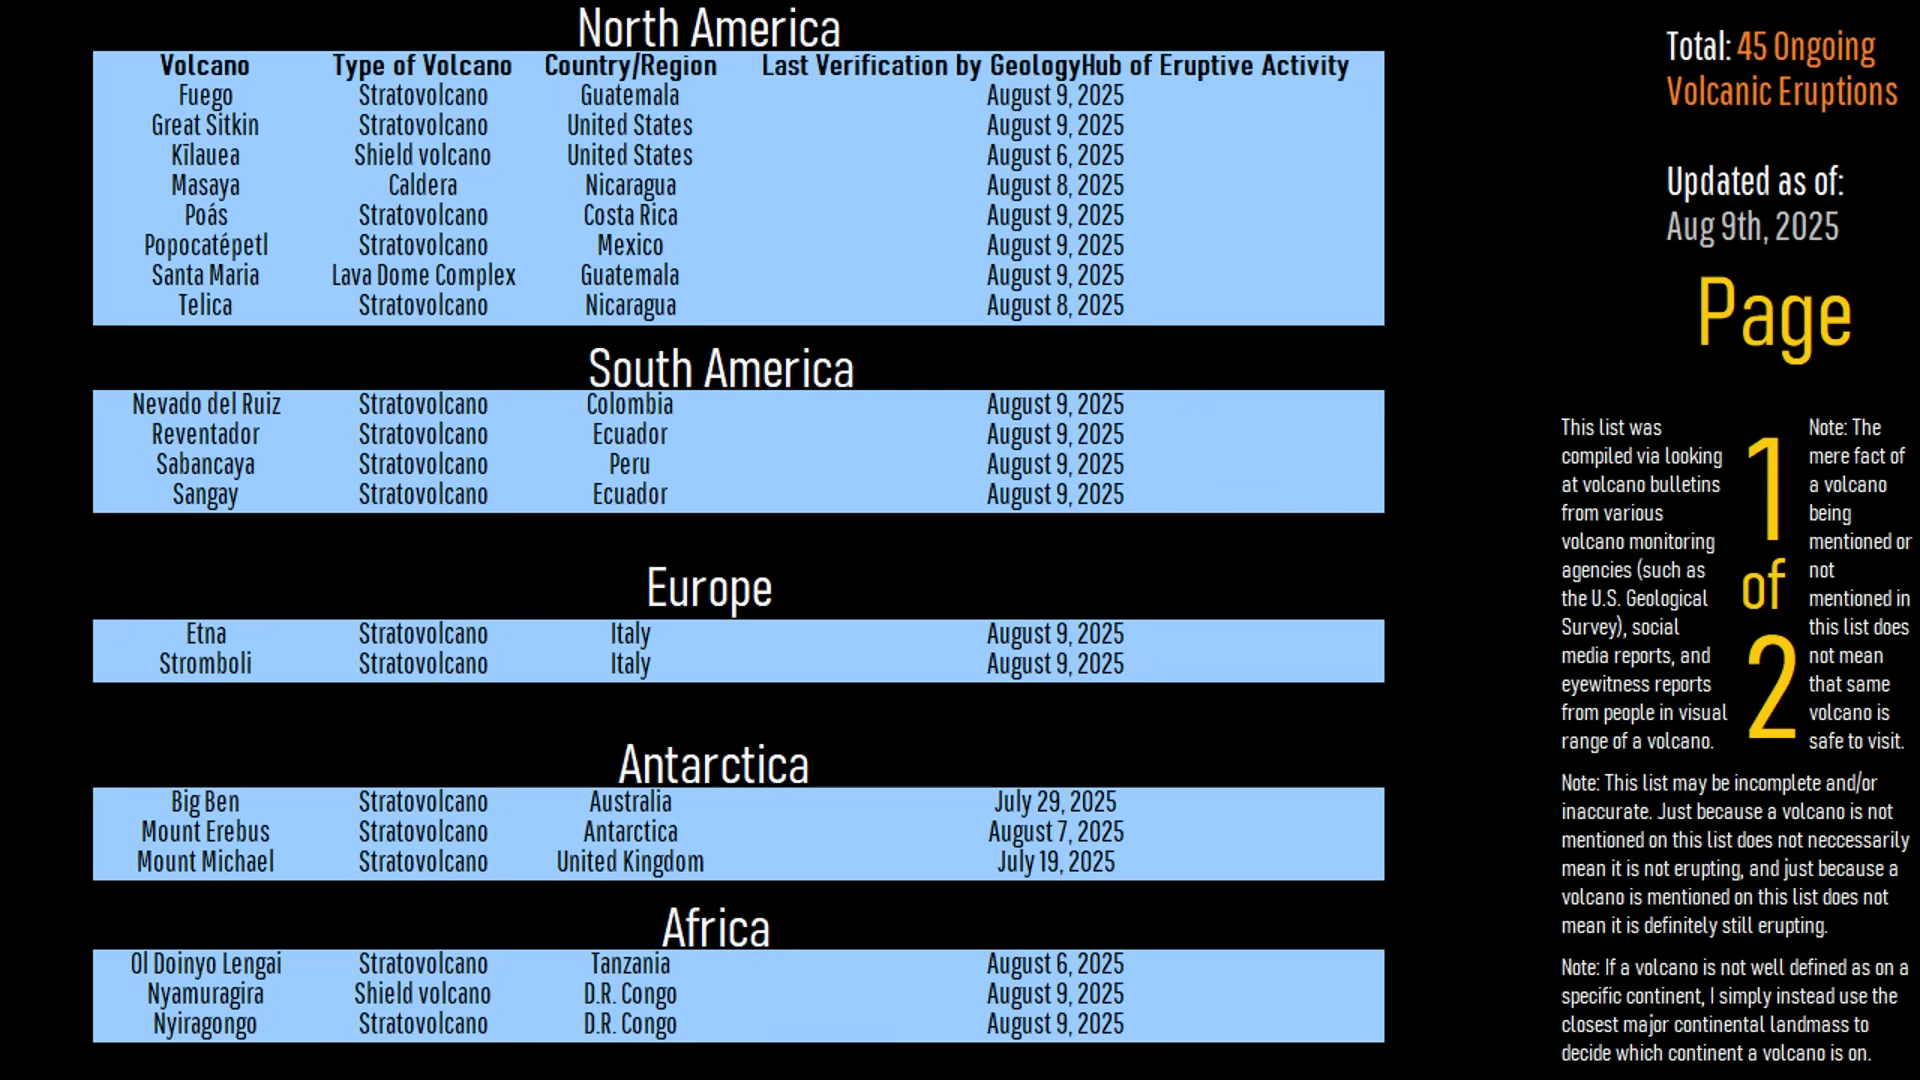 North America
Volcano Type of Volcano Country/Region Last Verification by GeologyHub of Eruptive Activity
Fuego Stratovolcano Guatemala August 9, 2025
Great Sitkin Stratovolcano United States August 9, 2025
Kīlauea Shield volcano United States August 6, 2025
Masaya Caldera Nicaragua August 8, 2025
Poás Stratovolcano Costa Rica August 9, 2025
Popocatépetl Stratovolcano Mexico August 9, 2025
Santa Maria Lava Dome Complex Guatemala August 9, 2025
Telica Stratovolcano Nicaragua August 8, 2025
South America
Nevado del Ruiz Stratovolcano Colombia August 9, 2025
Reventador Stratovolcano Ecuador August 9, 2025
Sabancaya Stratovolcano Peru August 9, 2025
Sangay Stratovolcano Ecuador August 9, 2025
Europe
Etna Stratovolcano Italy August 9, 2025
Stromboli Stratovolcano Italy August 9, 2025
Antarctica
Big Ben Stratovolcano Australia July 29, 2025
Mount Erebus Stratovolcano Antarctica August 7, 2025
Mount Michael Stratovolcano United Kingdom July 19, 2025
Africa
Ol Doinyo Lengai Stratovolcano Tanzania August 6, 2025
Nyamuragira Shield volcano D.R. Congo August 9, 2025
Nyiragongo Stratovolcano D.R. Congo August 9, 2025
Total: 45 Ongoing
Volcanic Eruptions
Updated as of:
Aug 9th, 2025
Page
1
of
2
This list was
compiled via looking
at volcano bulletins
from various
volcano monitoring
agencies (such as
the U.S. Geological
Survey), social
media reports, and
eyewitness reports
from people in visual
range of a volcano.
Note: The
mere fact of
a volcano
being
mentioned or
not
mentioned in
this list does
not mean
that same
volcano is
safe to visit.
Note: This list may be incomplete and/or
inaccurate. Just because a volcano is not
mentioned on this list does not neccessarily
mean it is not erupting, and just because a
volcano is mentioned on this list does not
mean it is definitely still erupting.
Note: If a volcano is not well defined as on a
specific continent, I simply instead use the
closest major continental landmass to
decide which continent a volcano is on.